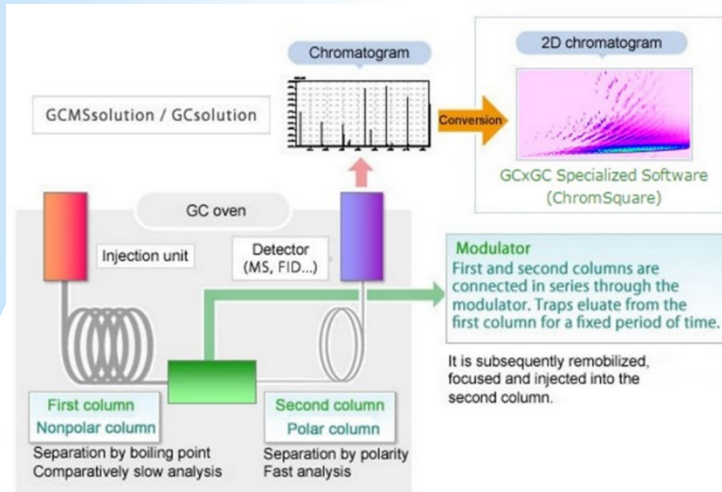 Chromatogram
2D chromatogram
GCMSsolution / GCsolution
Conversion
GCxGC Specialized Software
(ChromSquare)
GC oven
Injection unit
Detector
(MS, FID...)
Modulator
First and second columns are
connected in series through the
modulator. Traps eluate from the
first column for a fixed period of time.
It is subsequently remobilized,
focused and injected into the
second column.
First column
Nonpolar column
Separation by boiling point
Comparatively slow analysis
Second column
Polar column
Separation by polarity
Fast analysis